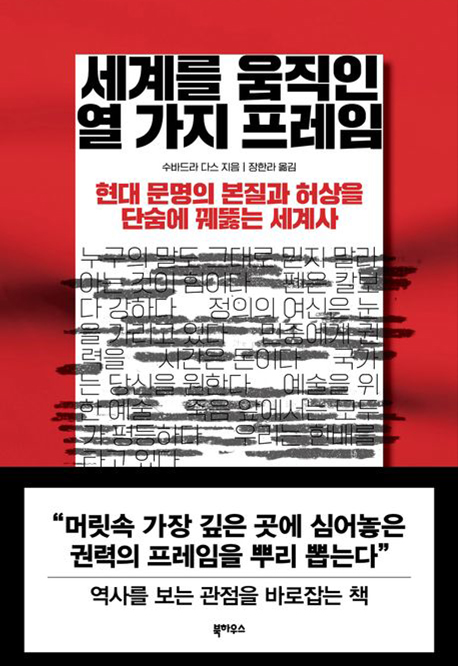 세계를 움직인
열 가지 프레임
수바드라 다스 지음 | 장한라 옮김
현대 문명의 본질과 허상을
단숨에 꿰뚫는 세계사
누구의 말도 그대로 믿지 말라
아는 것이 힘이다 펜은 칼보
다 강하다 정의의 여신은 눈
을 가리고 있다 민중에게 권
력을 시간은 돈이다 국가
는 당신을 원한다 예술을 위
한 예술 죽음 앞에서는 모두
가 평등하다 우리는 한배를
타고 있다
“머릿속 가장 깊은 곳에 심어놓은
권력의 프레임을 뿌리 뽑는다”
역사를 보는 관점을 바로잡는 책
북하우스